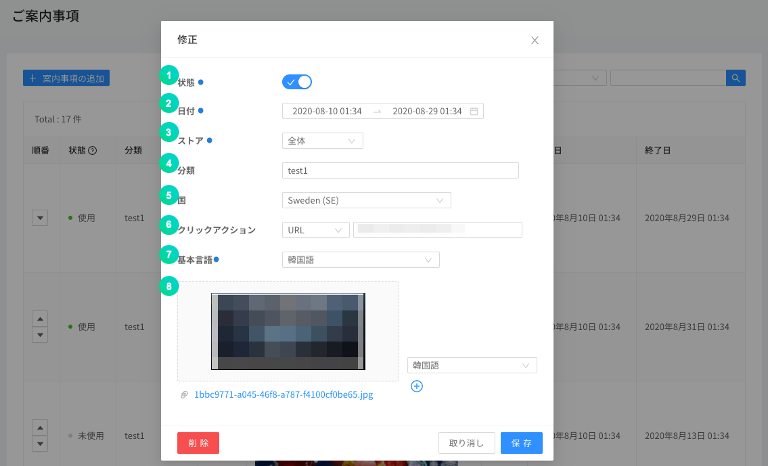 ご案内事項
修正
案内事項の追加
Total : 17 件
順番 状態 分類 日 終了日
1 状態
2 日付 2020-08-10 01:34 → 2020-08-29 01:34
3 ストア 全体
4 分類 test1
5 国 Sweden (SE)
6 クリックアクション URL
7 基本言語 韓国語
8
韓国語
1bbc9771-a045-46f8-a787-f4100cf0be65.jpg
削 除 取り消し 保 存
使用 test1 年8月10日 01:34 2020年8月29日 01:34
使用 test1 年8月10日 01:34 2020年8月31日 01:34
未使用 test1 年8月10日 01:34 2020年8月13日 01:34